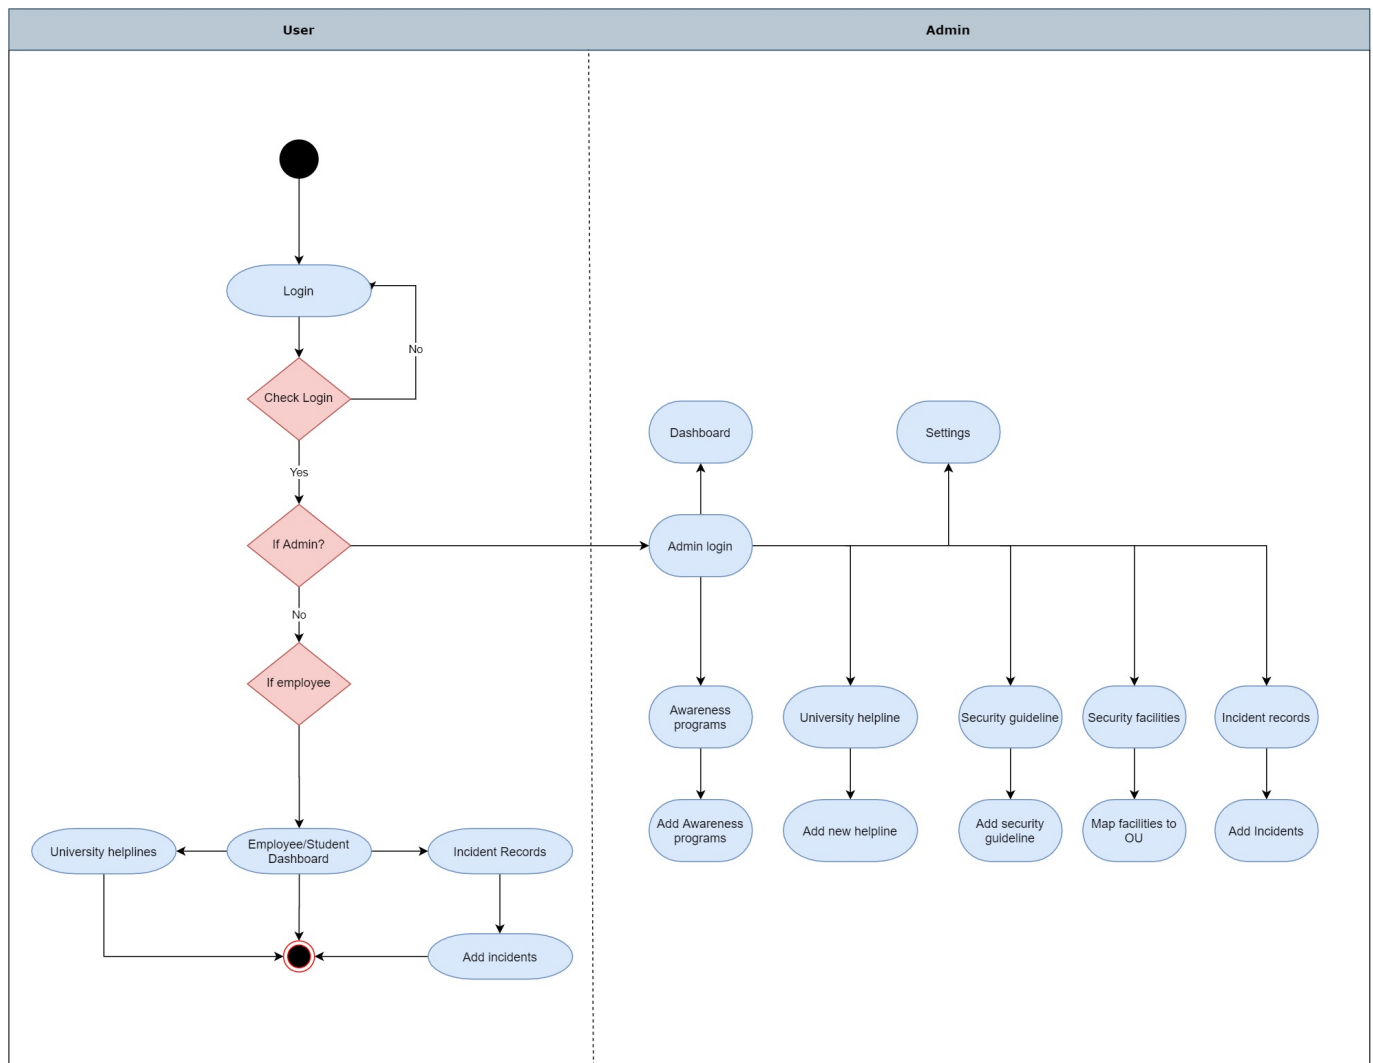 User
Admin
Login
No
Check Login
Yes
Dashboard
Settings
If Admin?
Admin login
No
If employee
Awareness
programs
University helpline
Security guideline
Security facilities
Incident records
Add Awareness
programs
Add new helpline
Add security
guideline
Map facilities to
OU
Add Incidents
University helplines
Employee/Student
Dashboard
Incident Records
Add incidents